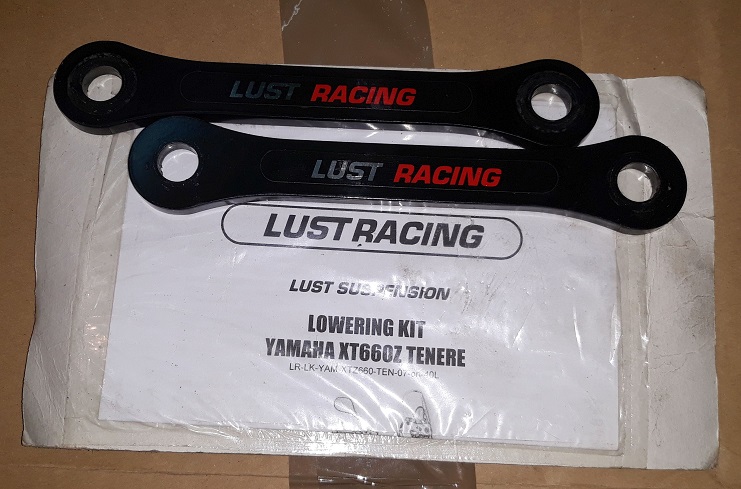 LUST RACING
LUST RACING
LUST RACING
LUST SUSPENSION
LOWERING KIT
YAMAHA XT660Z TENERE